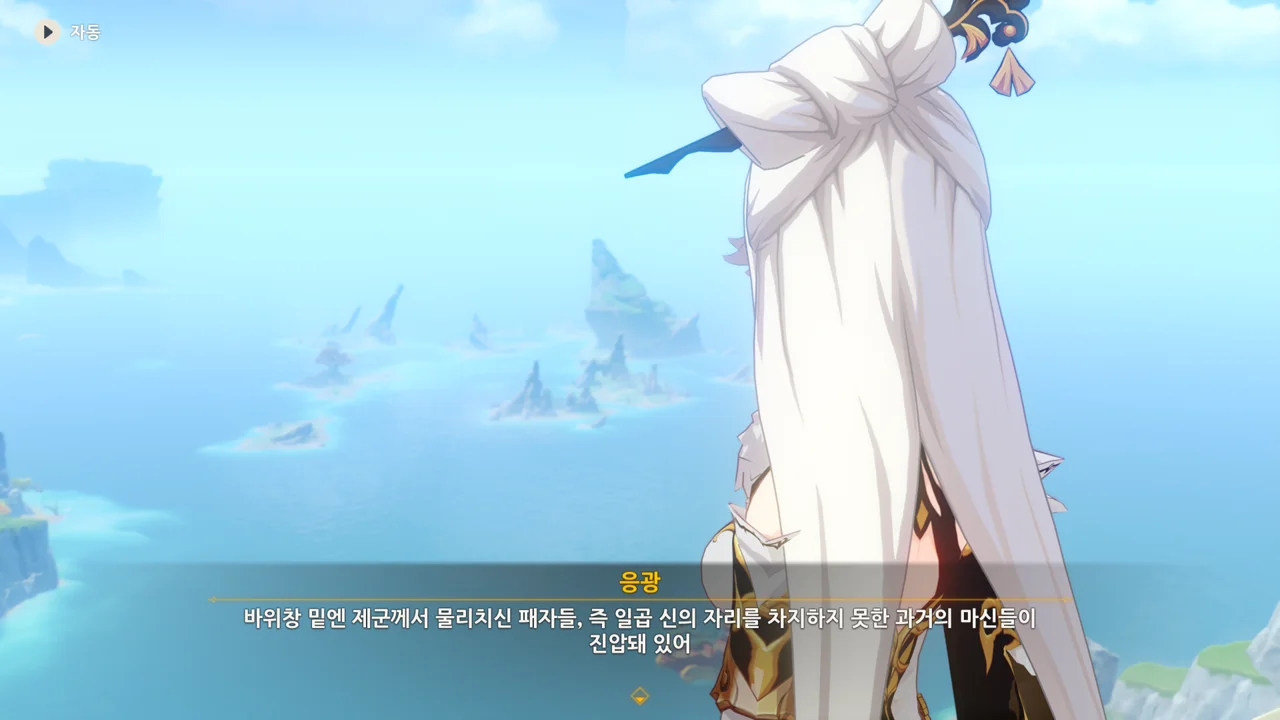 자동
응광
바위창 밑엔 제군께서 물리치신 패자들, 즉 일곱 신의 자리를 차지하지 못한 과거의 마신들이
진압돼 있어